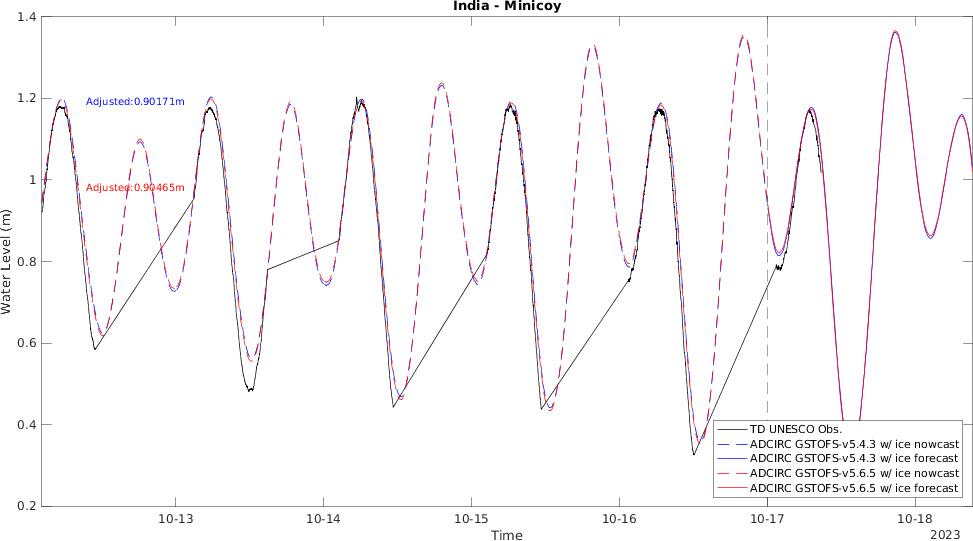 India - Minicoy
1.4
1.2
1
0.8
0.6
0.4
0.2
Water Level (m)
Adjusted:0.90171m
Adjusted:0.90465m
TD UNESCO Obs.
ADCIRC GSTOFS-v5.4.3 w/ ice nowcast
ADCIRC GSTOFS-v5.4.3 w/ ice forecast
ADCIRC GSTOFS-v5.6.5 w/ ice nowcast
ADCIRC GSTOFS-v5.6.5 w/ ice forecast
10-13 10-14 10-15 10-16 10-17 10-18
Time
2023